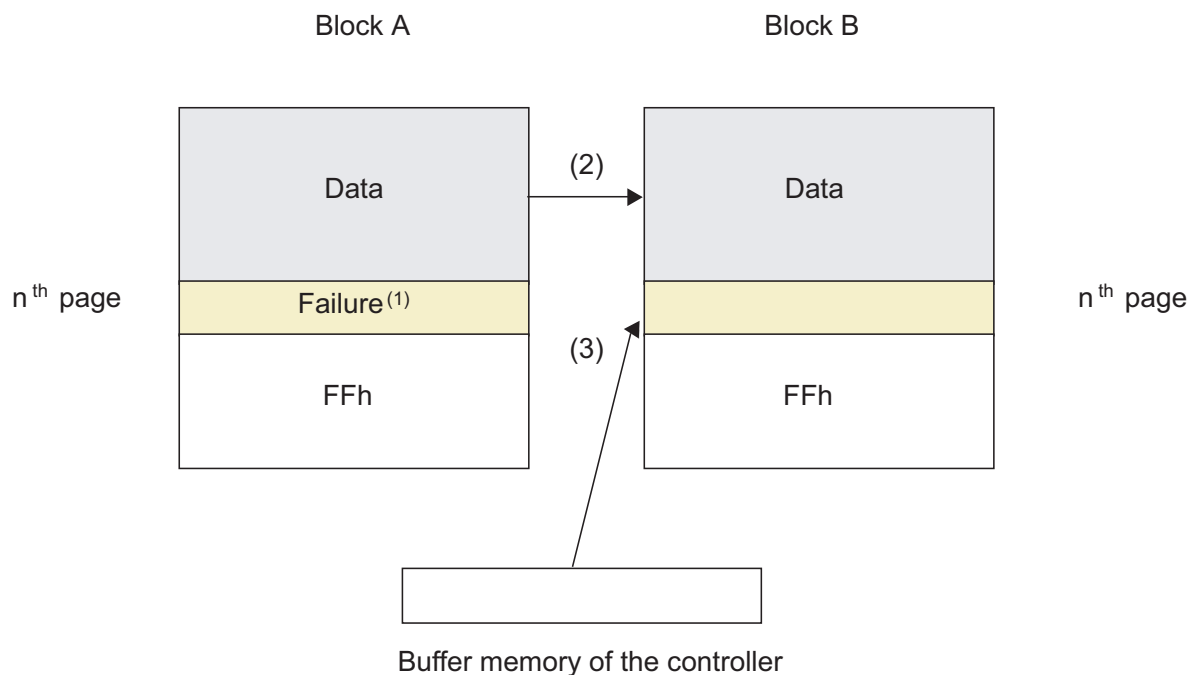 Block A
Block B
(2)
Data
Data
n th page
Failure (1)
n th page
(3)
FFh
FFh
Buffer memory of the controller